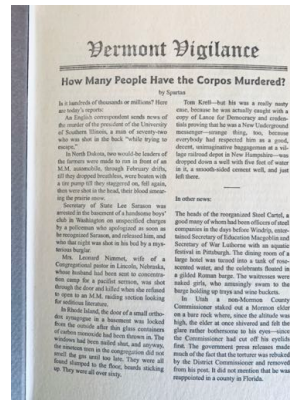 Vermont Vigilance
How Many People Have the Corpos Murdered?
by Spartan
Is it hundreds of thousands or millions? Here
are today's reports:
An English correspondent sends news of
the murder of the president of the University
of Southern Illinois, a man of seventy-two
who was shot in the back "while trying to
escape."
In North Dakota, two would-be leaders of
the farmers were made to run in front of an
M.M. automobile, through February drifts,
till they dropped breathless, were beaten with
a tire pump till they staggered on, fell again,
then were shot in the head, their blood smear-
ing the prairie snow.
Secretary of State Lee Sarason was
arrested in the basement of a handsome boys'
club in Washington on unspecified charges
by a policeman who apologized as soon as
he recognized Sarason, and released him, and
who that night was shot in his bed by a mys-
terious burglar.
Mrs. Leonard Nimmet, wife of a
Congregational pastor in Lincoln, Nebraska,
whose husband had been sent to concentra-
tion camp for a pacifist sermon, was shot
through the door and killed when she refused
to open to an M.M. raiding section looking
for seditious literature.
In Rhode Island, the door of a small ortho-
dox synagogue in a basement was locked
from the outside after thin glass containers
of carbon monoxide had been thrown in. The
windows had been nailed shut, and anyway,
the nineteen men in the congregation did not
smell the gas until too late. They were all
found slumped to the floor, beards sticking
up. They were all over sixty.
Tom Krell—but his was a really nasty
case, because he was actually caught with a
copy of Lance for Democracy and creden-
tials proving that he was a New Underground
messenger—strange thing, too, because
everybody had respected him as a good,
decent, unimaginative baggageman at a vil-
lage railroad depot in New Hampshire—was
dropped down a well with five feet of water
in it, a smooth-sided cement well, and just
left there.
In other news:
The heads of the reorganized Steel Cartel, a
good many of whom had been officers of steel
companies in the days before Windrip, enter-
tained Secretary of Education Macgoblin and
Secretary of War Luthorne with an aquatic
festival in Pittsburgh. The dining room of a
large hotel was turned into a tank of rose-
scented water, and the celebrants floated in
a gilded Roman barge. The waitresses were
naked girls, who amusingly swam to the
barge holding up trays and wine buckets.
In Utah a non-Mormon County
Commissioner staked out a Mormon elder
on a bare rock where, since the altitude was
high, the elder at once shivered and felt the
glare rather bothersome to his eyes—since
the Commissioner had cut off his eyelids
first. The government press releases made
much of the fact that the torturer was rebuked
by the District Commissioner and removed
from his post. It did not mention that he was
reappointed in a county in Florida.